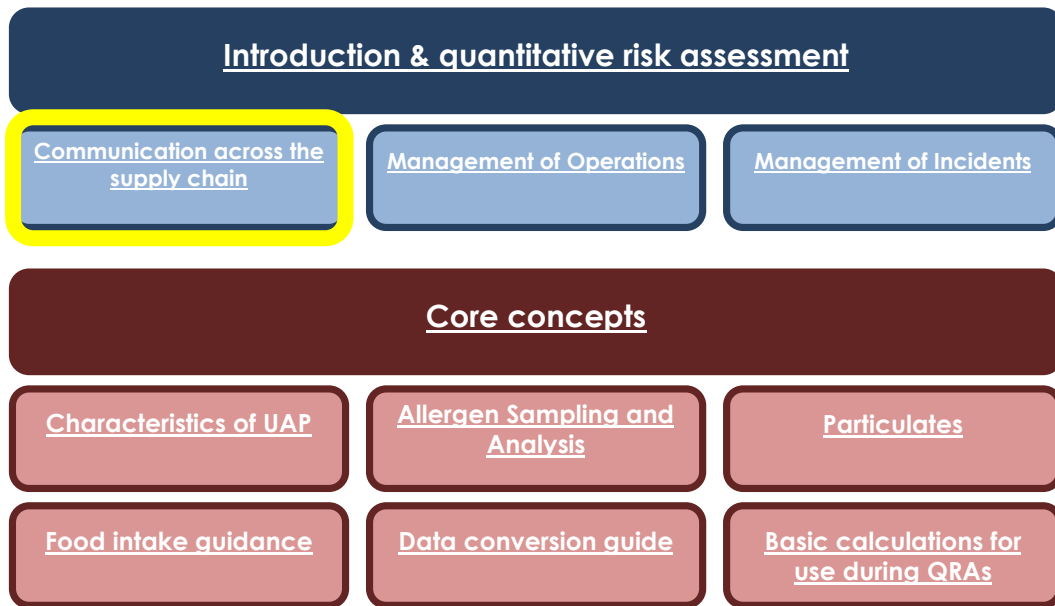 Introduction & quantitative risk assessment
Communication across the
supply chain
Management of Operations
Management of Incidents
Core concepts
Characteristics of UAP
Allergen Sampling and
Analysis
Particulates
Food intake guidance
Data conversion guide
Basic calculations for
use during QRAs